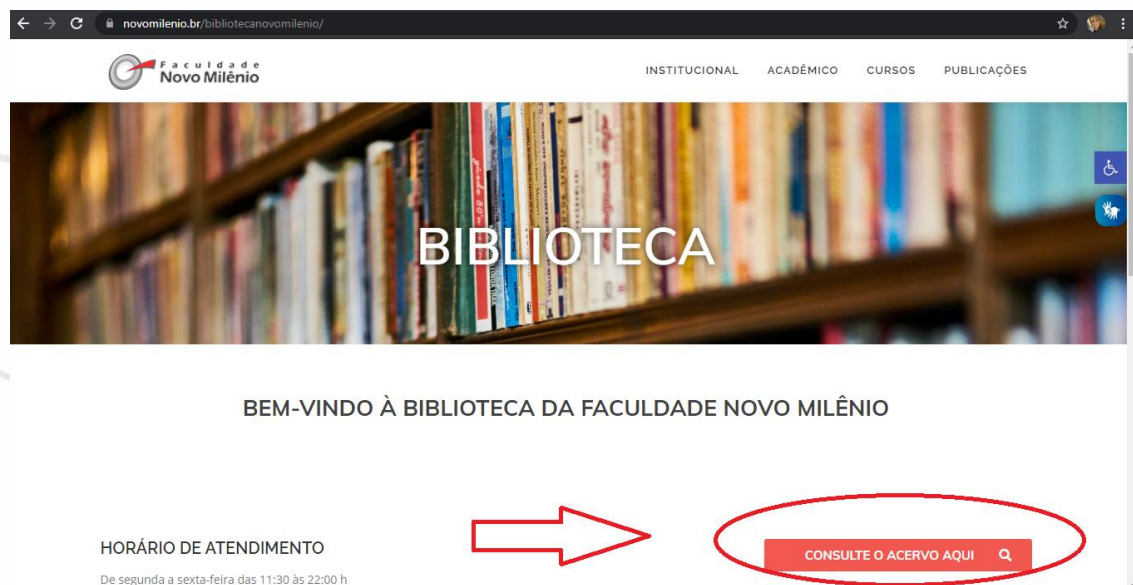 novomilenio.br/bibliotecanovomilenio/
Faculdade
Novo Milênio
INSTITUCIONAL ACADÊMICO CURSOS PUBLICAÇÕES
BIBLIOTECA
BEM-VINDO À BIBLIOTECA DA FACULDADE NOVO MILÊNIO
HORÁRIO DE ATENDIMENTO
CONSULTE O ACERVO AQUI
De segunda a sexta-feira das 11:30 às 22:00 h